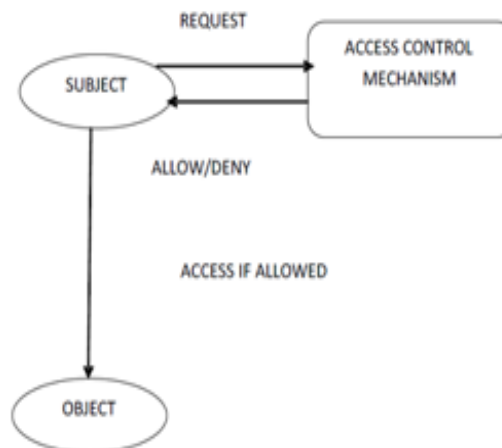 REQUEST
ACCESS CONTROL
MECHANISM
SUBJECT
ALLOW/DENY
ACCESS IF ALLOWED
OBJECT